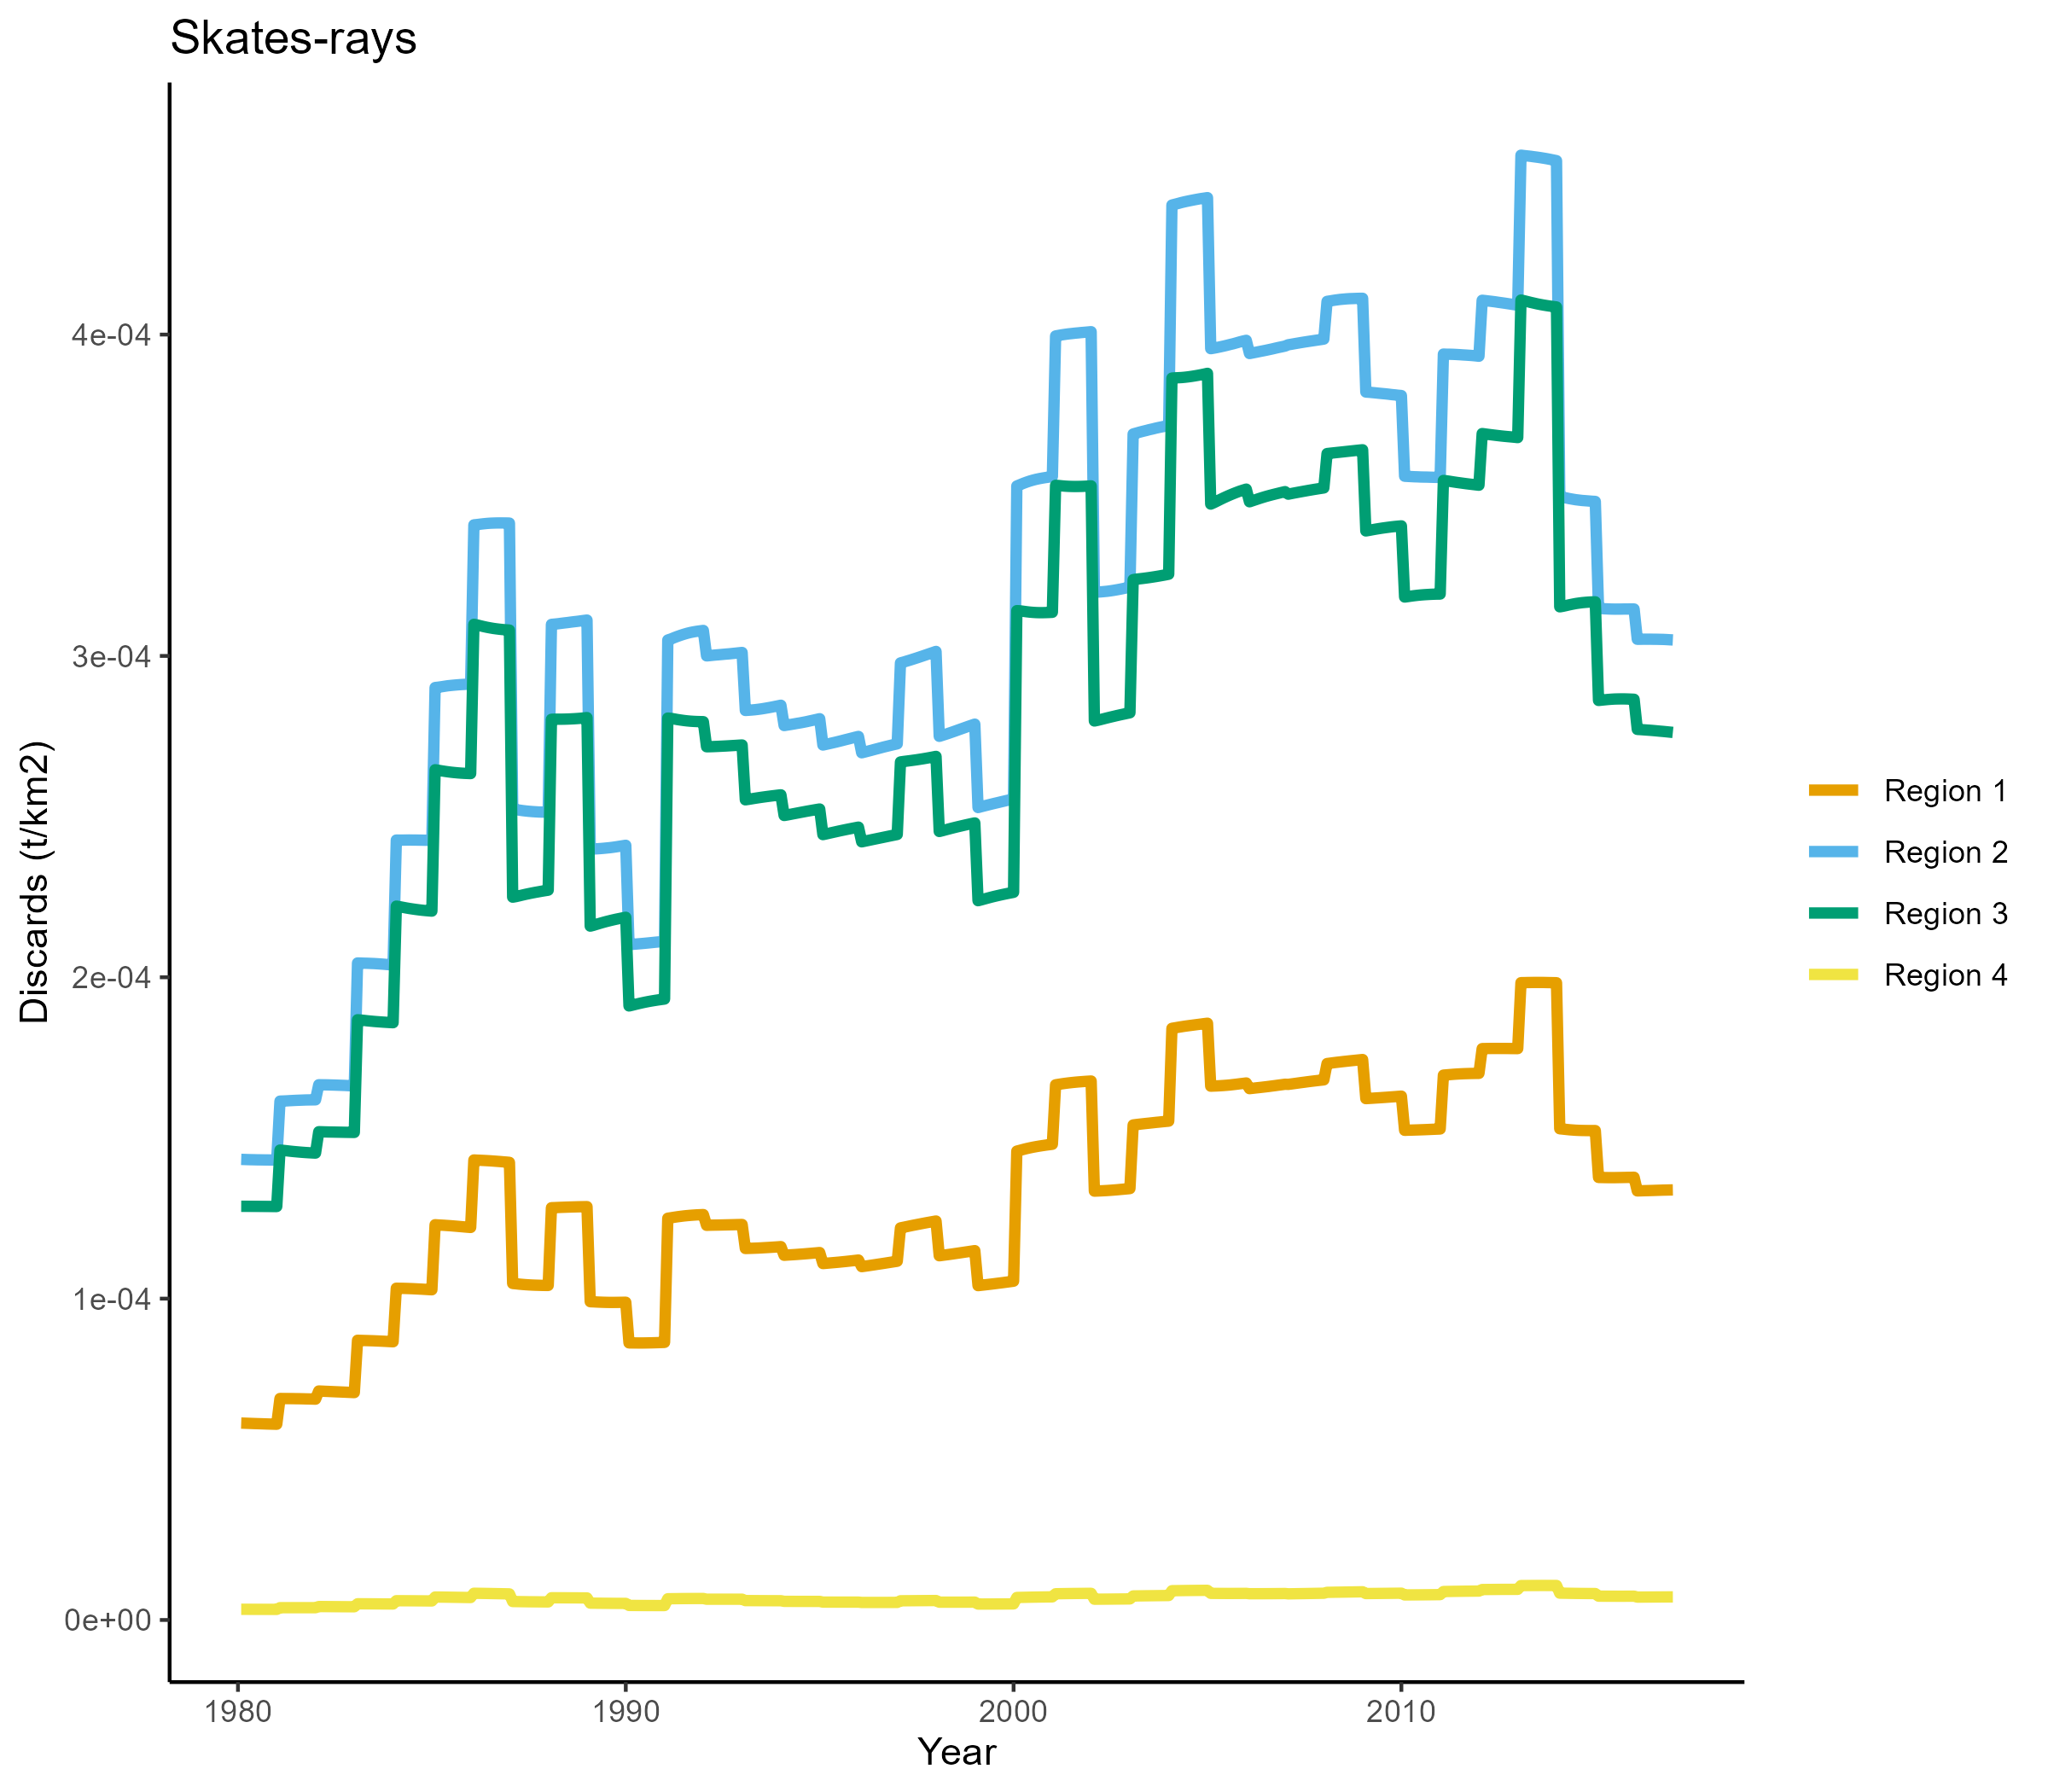 Skates-rays
Discards (t/km2)
4e-04
3e-04
2e-04
1e-04
0e+00
1980
1990
2000
2010
Year
Region 1
Region 2
Region 3
Region 4